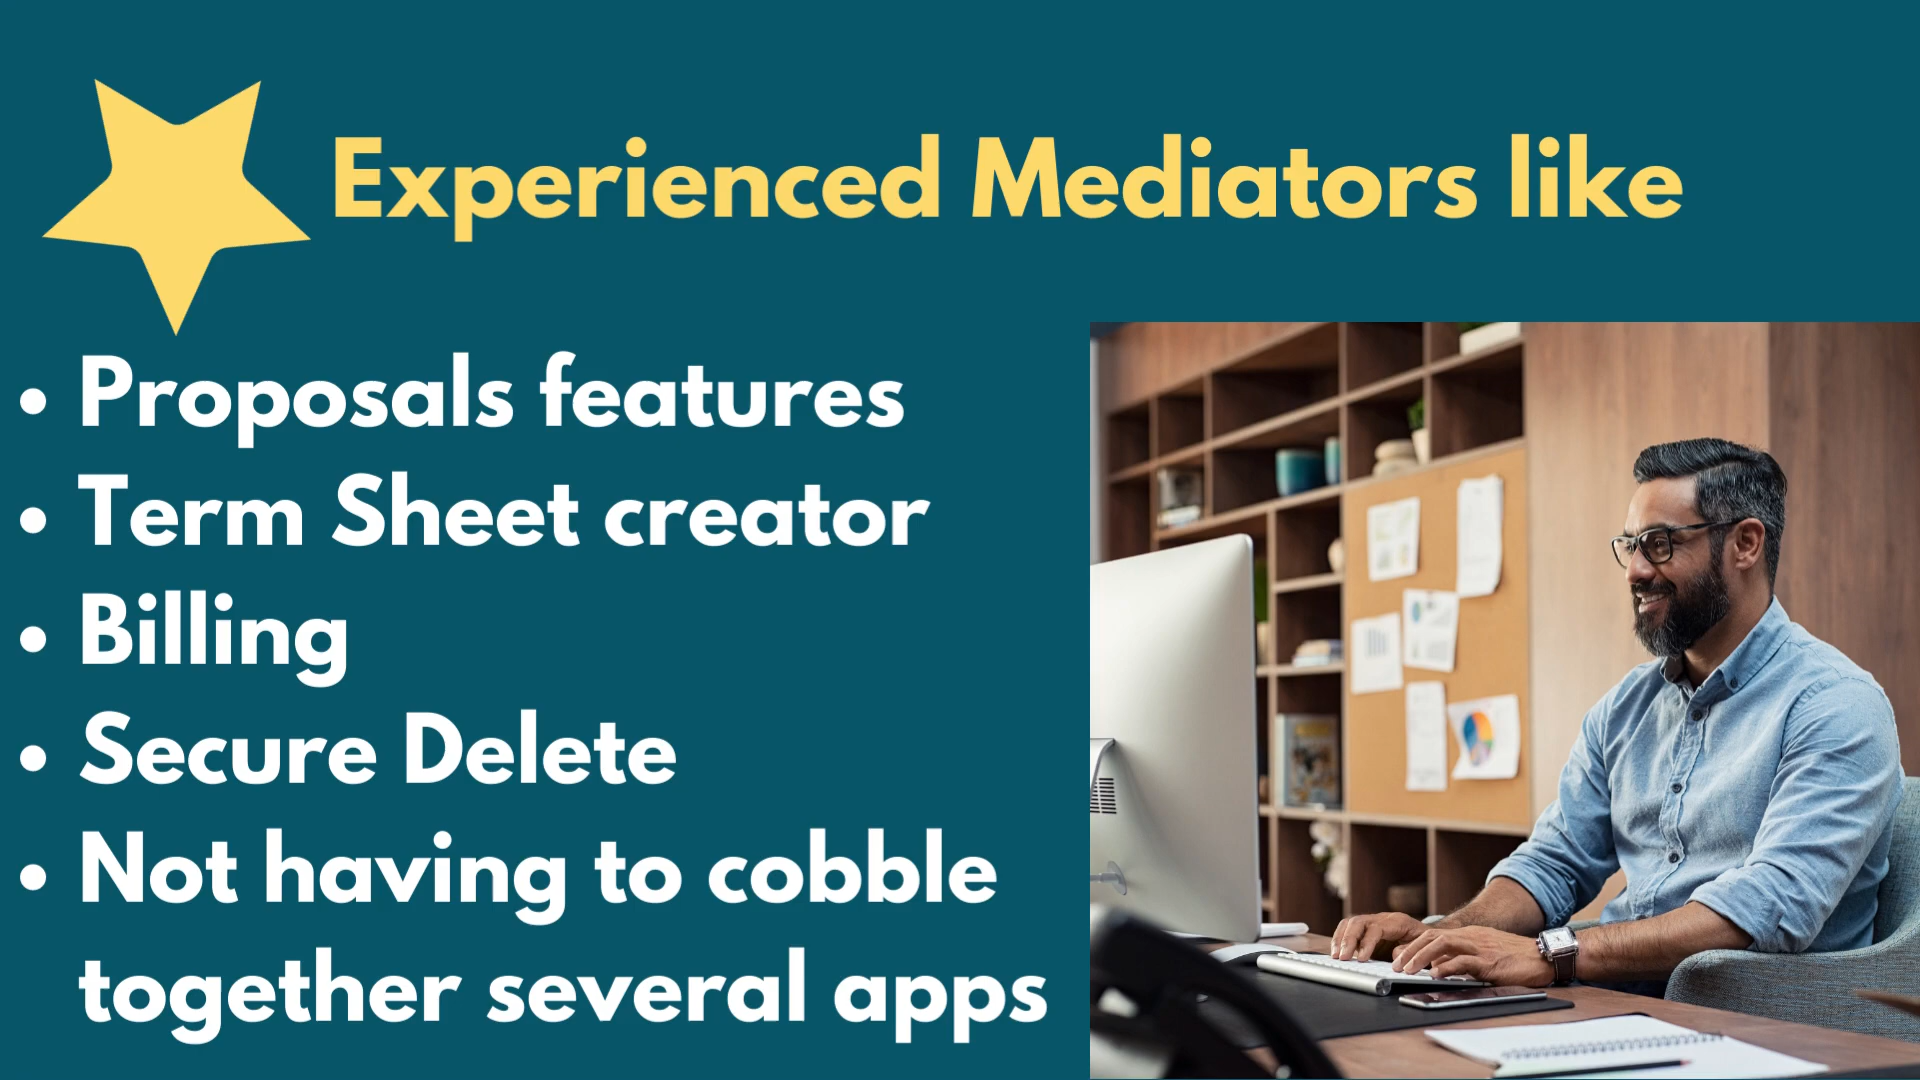 Experienced Mediators like
• Proposals features
• Term Sheet creator
• Billing
• Secure Delete
• Not having to cobble
together several apps